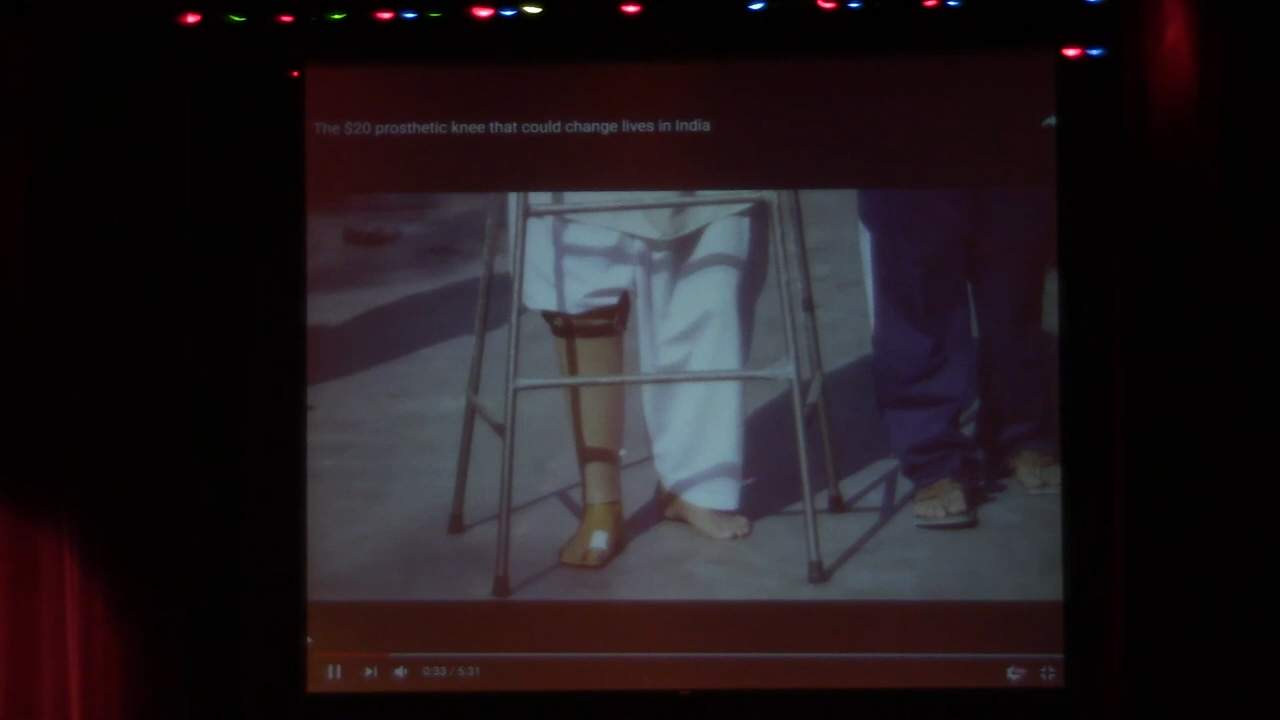 The $20 prosthetic knee that could change lives in India
0:33 / 5:31